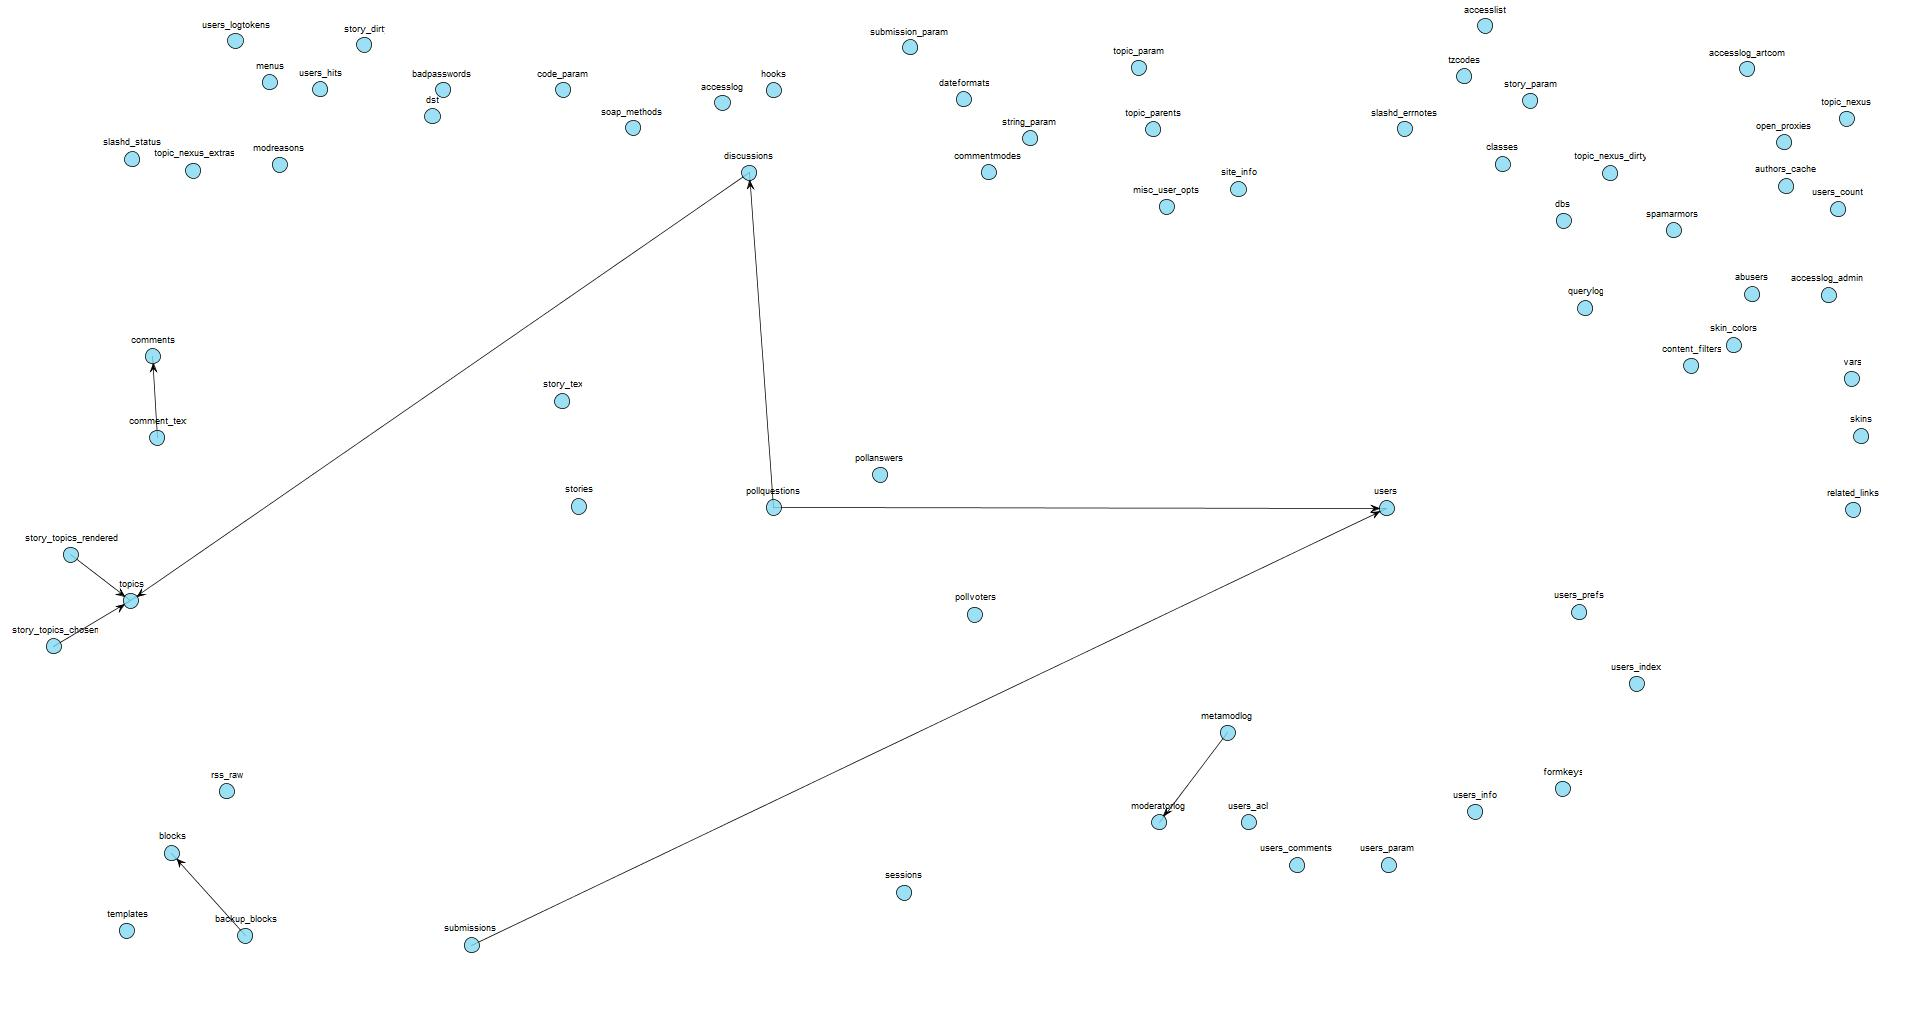 accesslist
users_logtokens
story_dirt
submission_param
topic_param
accesslog_artcom
tzcodes
menus
users_hits
badpasswords
code_param
hooks
dateformats
story_param
accesslog
dst
soap_methods
string_param
topic_parents
slashd_errnotes
topic_nexus
open_proxies
slashd_status
topic_nexus_extras
modreasons
discussions
commentmodes
classes
topic_nexus_dirty
site_info
authors_cache
misc_user_opts
users_count
dbs
spamarmors
abusers
accesslog_admin
querylog
skin_colors
comments
content_filters
vars
story_tex
comment_tex
skins
pollanswers
stories
pollquestions
users
related_links
story_topics_rendered
topics
pollvoters
users_prefs
story_topics_chosen
users_index
metamodlog
rss_raw
formkeys
users_info
moderatorlog
users_acl
blocks
users_comments
users_param
sessions
templates
backup_blocks
submissions